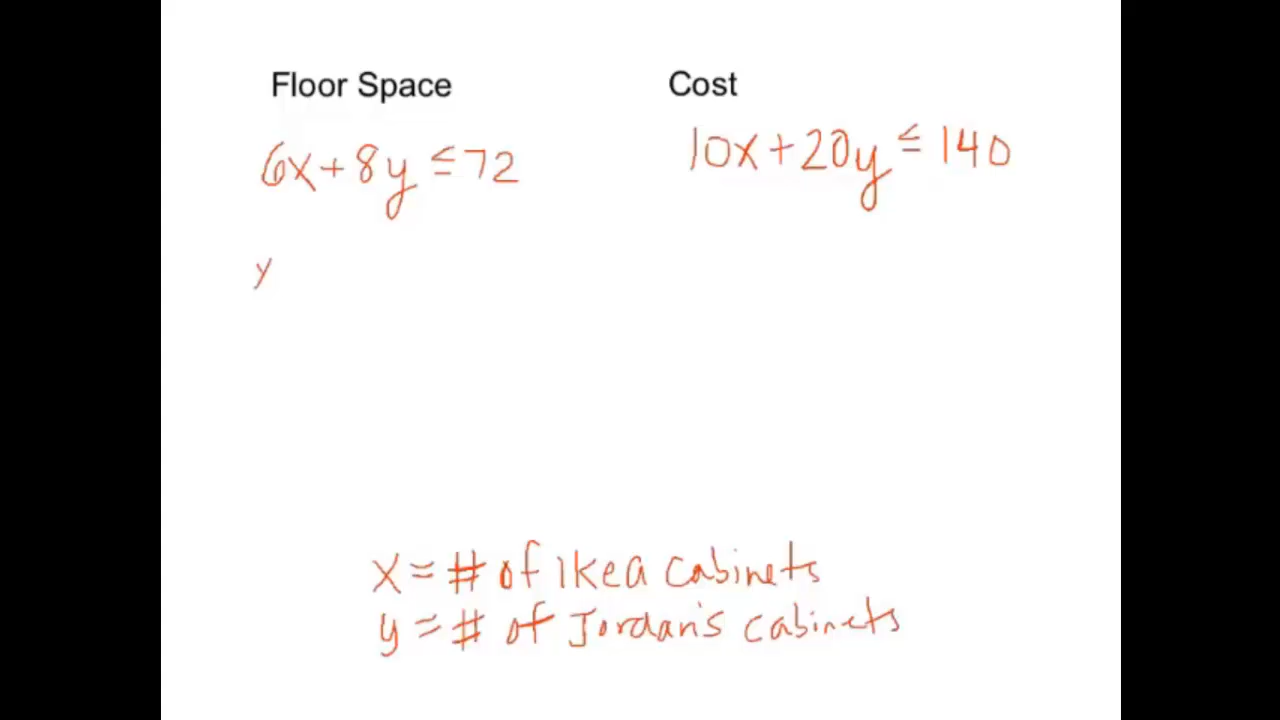 Floor Space
Cost
6x + 8y ≤ 72
10x + 20y ≤ 140
y
x = # of Ikea cabinets
y = # of Jordan's cabinets